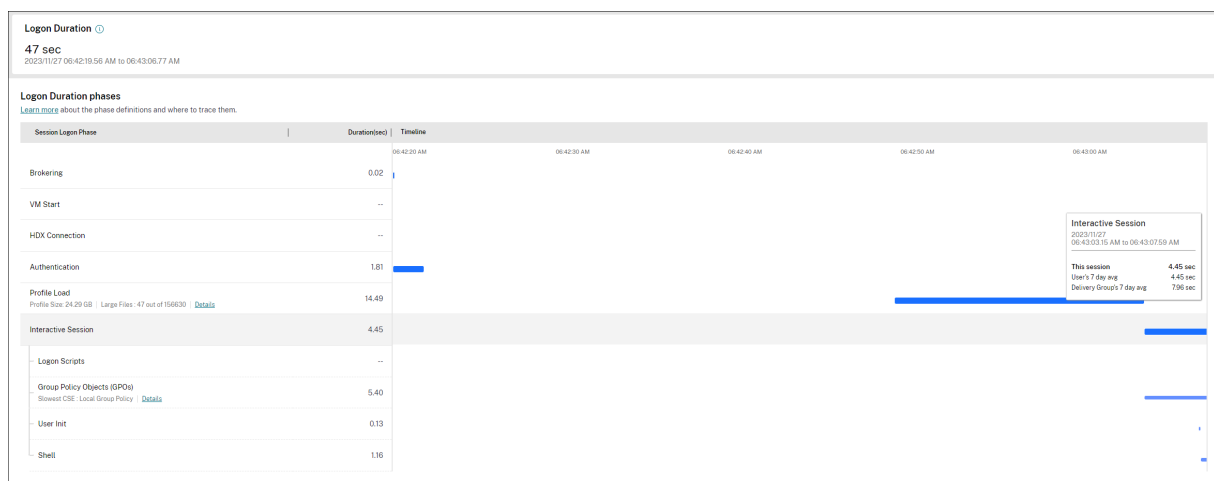 Logon Duration
47 sec
2023/11/27 06:42:19.56 AM to 06:43:06.77 AM
Logon Duration phases
Learn more about the phase definitions and where to trace them.
Session Logon Phase | Duration(sec) | Timeline
06:42:20 AM 06:42:30 AM 06:42:40 AM 06:42:50 AM 06:43:00 AM
Brokering 0.02
VM Start --
HDX Connection --
Authentication 1.81
Profile Load 14.49
Profile Size: 24.29 GB | Large Files: 47 out of 156630 | Details
Interactive Session 4.45
Logon Scripts --
Group Policy Objects (GPOs) 5.40
Slowest CSE : Local Group Policy | Details
User Init 0.13
Shell 1.16
Interactive Session
2023/11/27
06:43:03.15 AM to 06:43:07.59 AM
This session 4.45 sec
User's 7 day avg 4.45 sec
Delivery Group's 7 day avg 7.96 sec